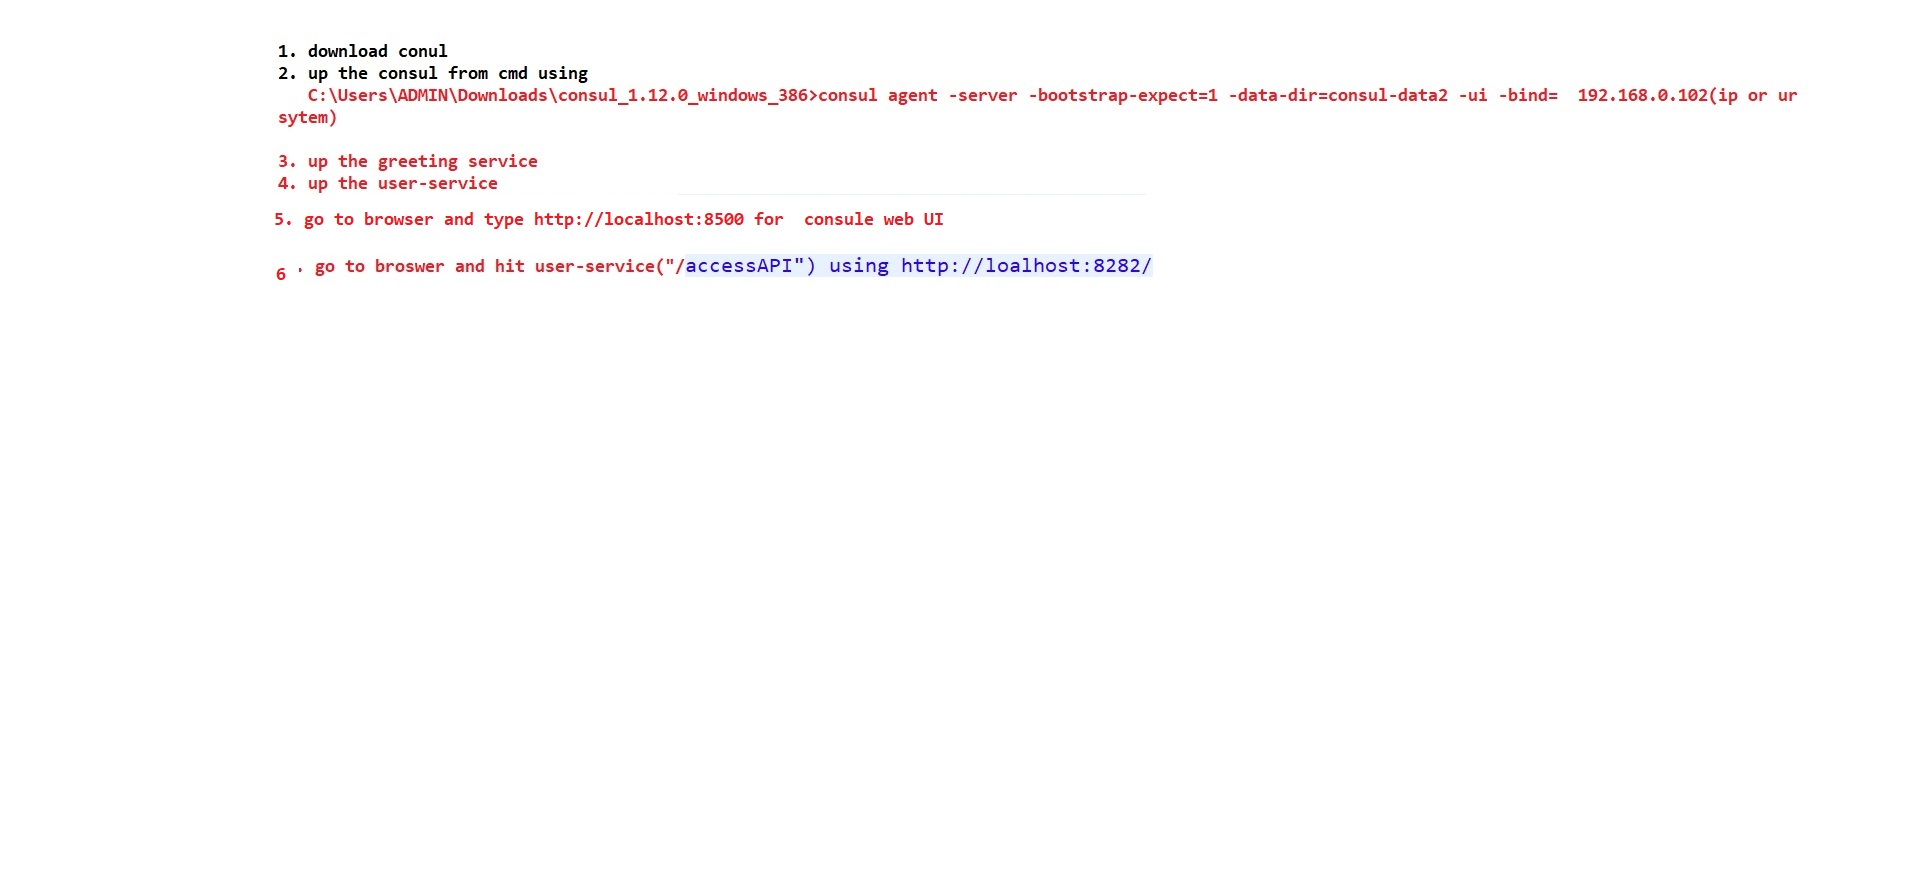 1. download conul
2. up the consul from cmd using
C:\Users\ADMIN\Downloads\consul_1.12.0_windows_386>consul agent -server -bootstrap-expect=1 -data-dir=consul-data2 -ui -bind=  192.168.0.102(ip or ur
sytem)
3. up the greeting service
4. up the user-service
5. go to browser and type http://localhost:8500 for  consule web UI
6 . go to broswer and hit user-service("/accessAPI") using http://loalhost:8282/